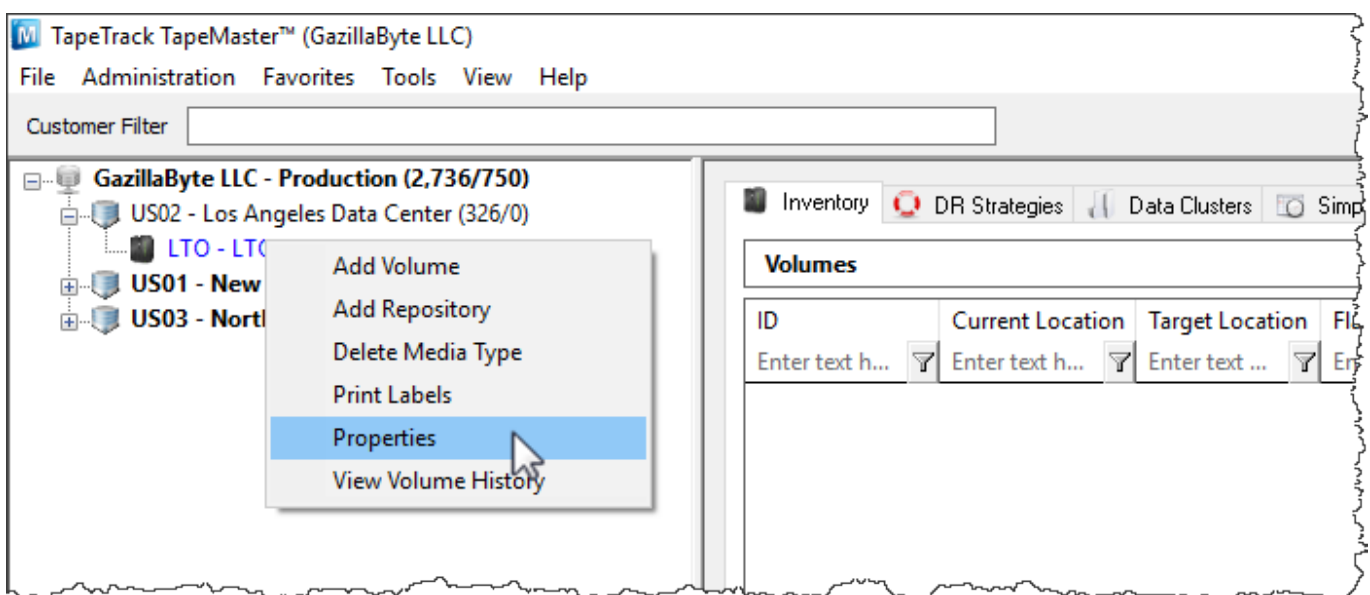 TapeTrack TapeMaster™ (GazillaByte LLC)
File Administration Favorites Tools View Help
Customer Filter
GazillaByte LLC - Production (2,736/750)
US02 - Los Angeles Data Center (326/0)
LTO - LTO
US01 - New
US03 - North
Add Volume
Add Repository
Delete Media Type
Print Labels
Properties
View Volume History
Inventory DR Strategies Data Clusters Simp
Volumes
ID Current Location Target Location
Enter text h... Enter text h... Enter text ...